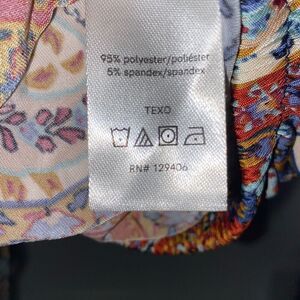 95% polyester/poliéster
5% spandex/spandex
TEXO
RN# 129406